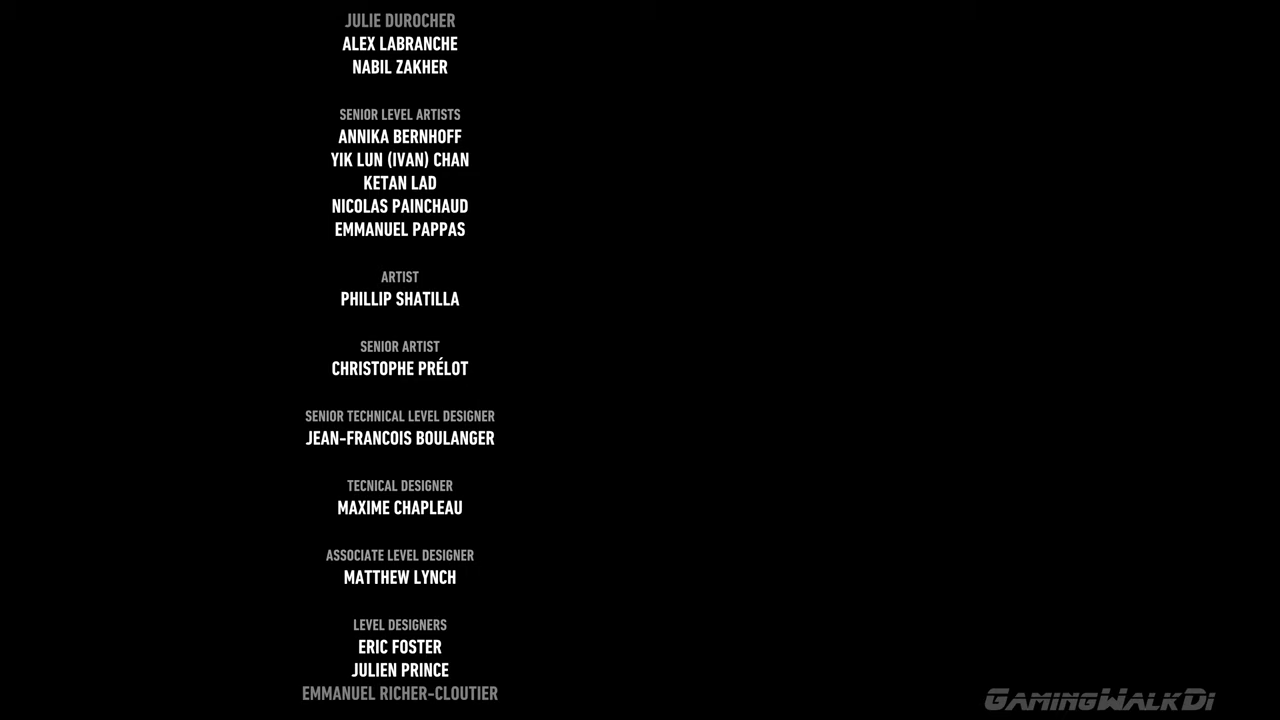 JULIE DUROCHER
ALEX LABRANCHE
NABIL ZAKHER
SENIOR LEVEL ARTISTS
ANNIKA BERNHOFF
YIK LUN (IVAN) CHAN
KETAN LAD
NICOLAS PAINCHAUD
EMMANUEL PAPPAS
ARTIST
PHILLIP SHATILLA
SENIOR ARTIST
CHRISTOPHE PRÉLOT
SENIOR TECHNICAL LEVEL DESIGNER
JEAN-FRANCOIS BOULANGER
TECNICAL DESIGNER
MAXIME CHAPLEAU
ASSOCIATE LEVEL DESIGNER
MATTHEW LYNCH
LEVEL DESIGNERS
ERIC FOSTER
JULIEN PRINCE
EMMANUEL RICHER-CLOUTIER
GAMINGWALKDI